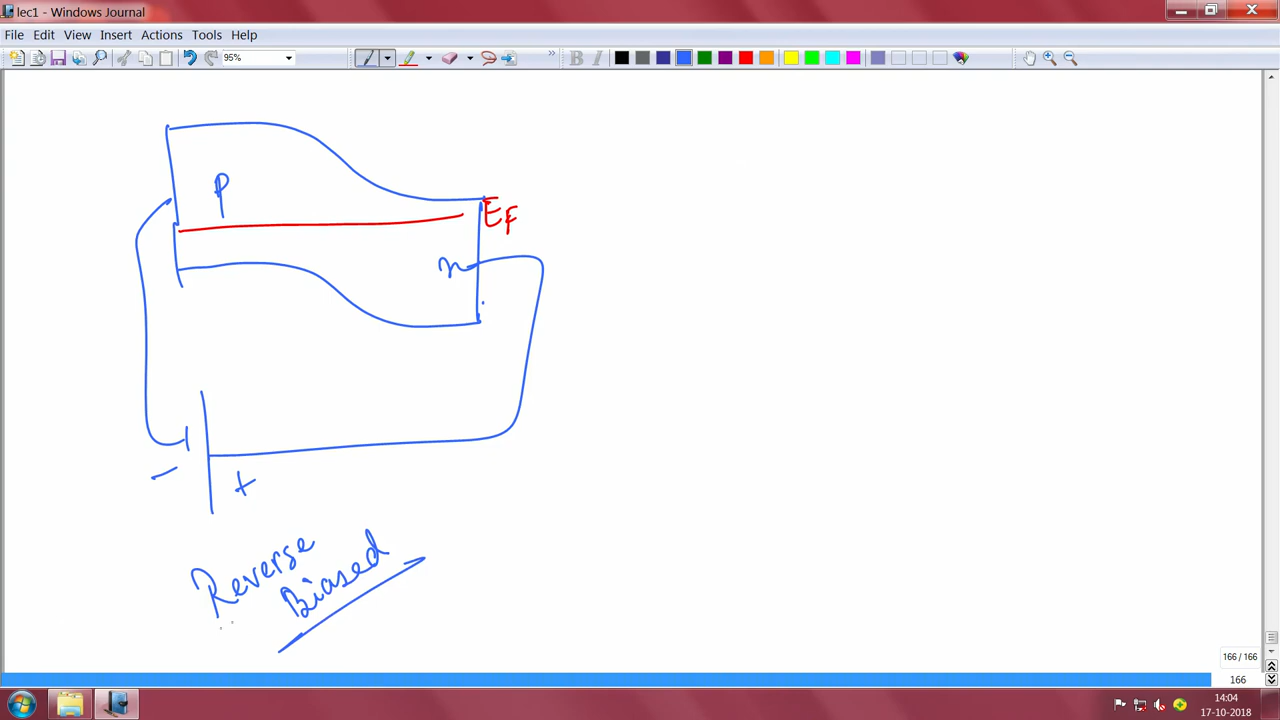 lec1 - Windows Journal
File Edit View Insert Actions Tools Help
95%
B I
P
EF
n
- +
Reverse
Biased
166 / 166
166
14:04
17-10-2018